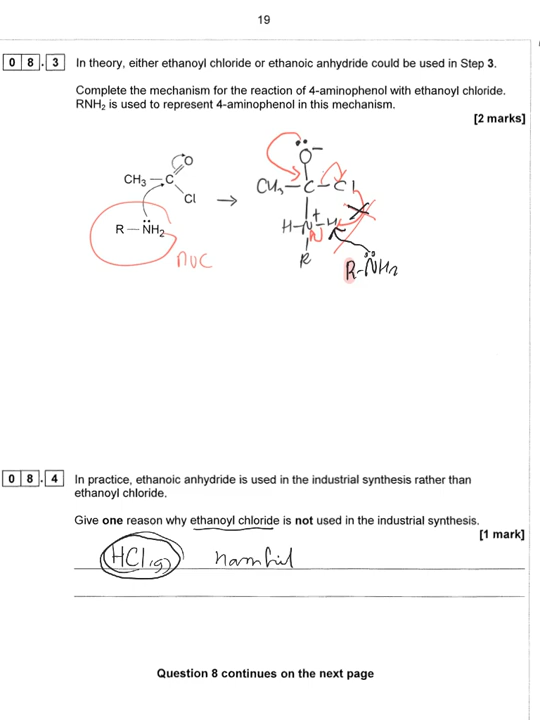 19
0 8 . 3 In theory, either ethanoyl chloride or ethanoic anhydride could be used in Step 3.
Complete the mechanism for the reaction of 4-aminophenol with ethanoyl chloride.
RNH₂ is used to represent 4-aminophenol in this mechanism.
[2 marks]
O
CH₃ — C
Cl
R — N̈H₂
nuc
O −
CH₃ — C — Cl
+
H - N - H
R
R - N̈H₂
0 8 . 4 In practice, ethanoic anhydride is used in the industrial synthesis rather than
ethanoyl chloride.
Give one reason why ethanoyl chloride is not used in the industrial synthesis.
[1 mark]
HCl(g) harmful
Question 8 continues on the next page